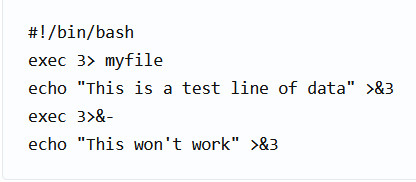 #!/bin/bash
exec 3> myfile
echo "This is a test line of data" >&3
exec 3>&-
echo "This won't work" >&3